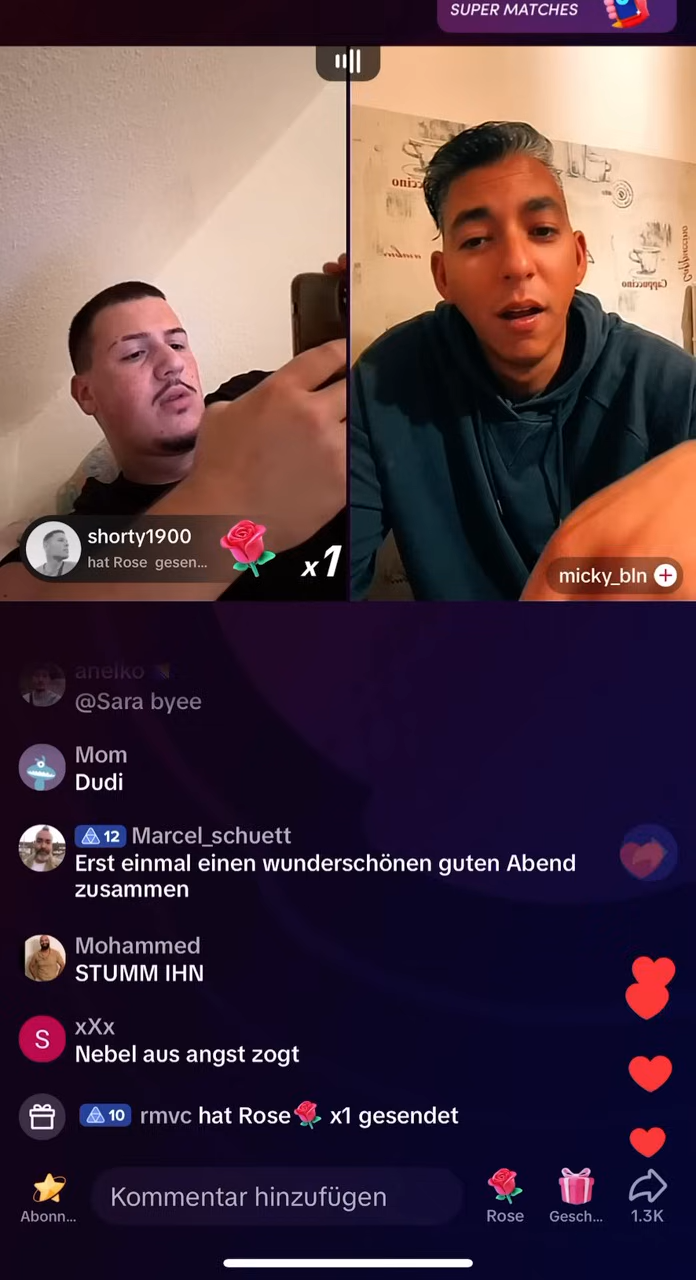 SUPER MATCHES
Cappuccino
shorty1900
hat Rose gesen...
x1
micky_bln
anelko
@Sara byee
Mom
Dudi
12 Marcel_schuett
Erst einmal einen wunderschönen guten Abend
zusammen
Mohammed
STUMM IHN
S
xXx
Nebel aus angst zogt
10 rmvc hat Rose x1 gesendet
Abonn...
Kommentar hinzufügen
Rose
Gesch...
1.3K